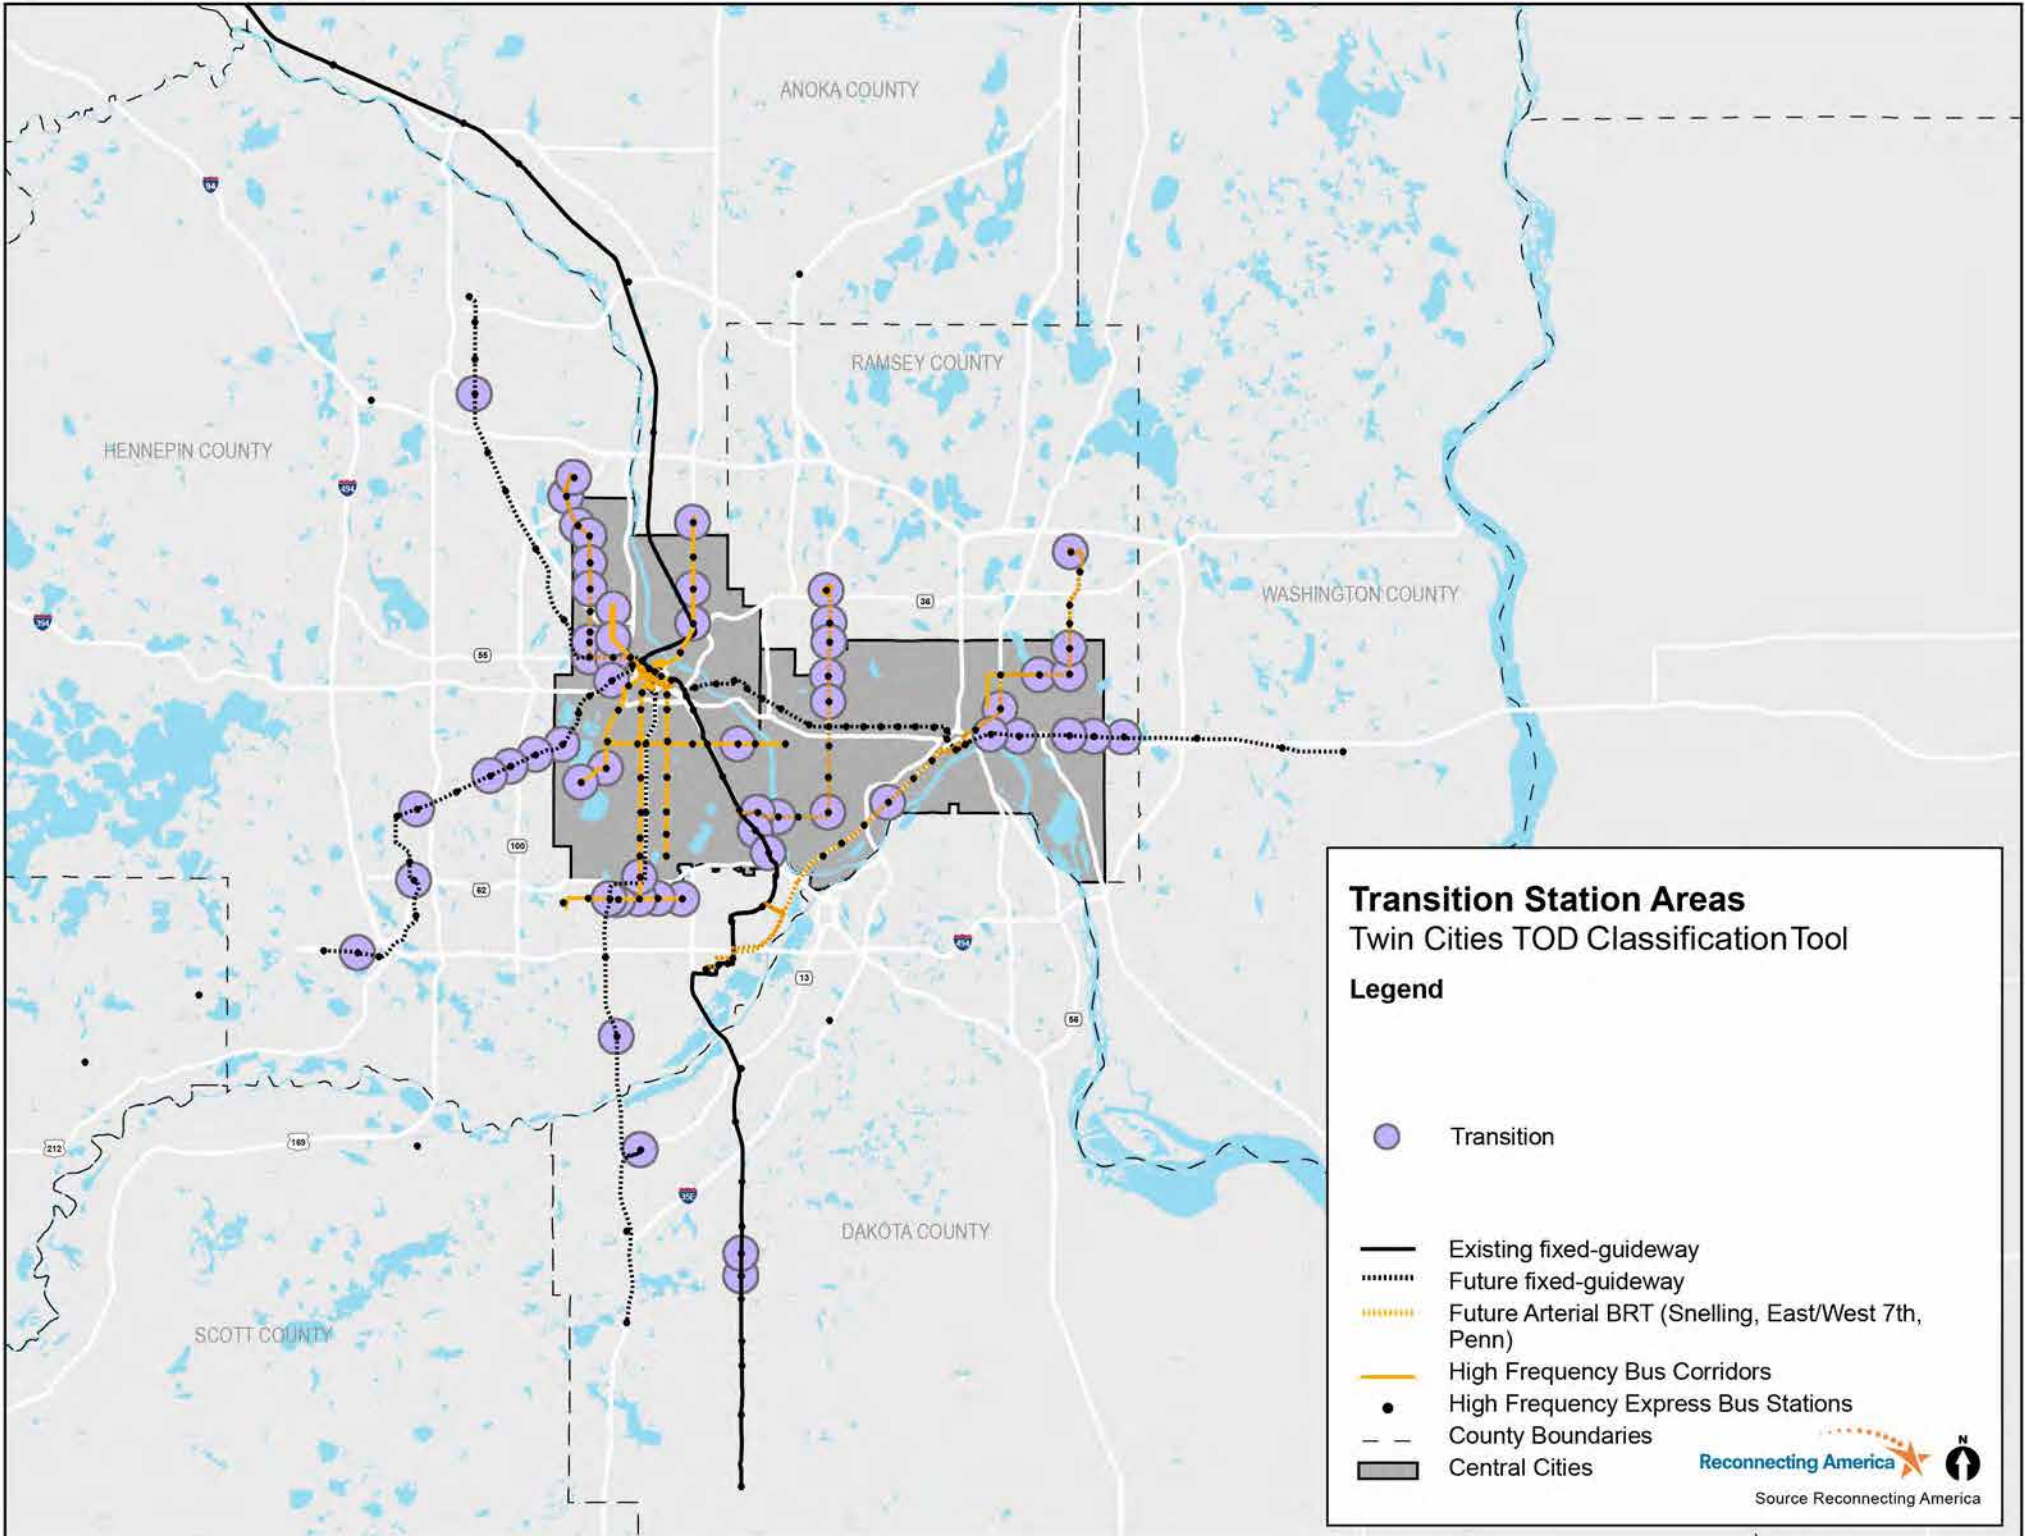 ANOKA COUNTY
94
RAMSEY COUNTY
HENNEPIN COUNTY
494
WASHINGTON COUNTY
36
394
55
100
62
494
13
56
212
169
35E
DAKOTA COUNTY
SCOTT COUNTY
Transition Station Areas
Twin Cities TOD Classification Tool
Legend
Transition
Existing fixed-guideway
Future fixed-guideway
Future Arterial BRT (Snelling, East/West 7th,
Penn)
High Frequency Bus Corridors
High Frequency Express Bus Stations
County Boundaries
Central Cities
Reconnecting America
N
Source Reconnecting America